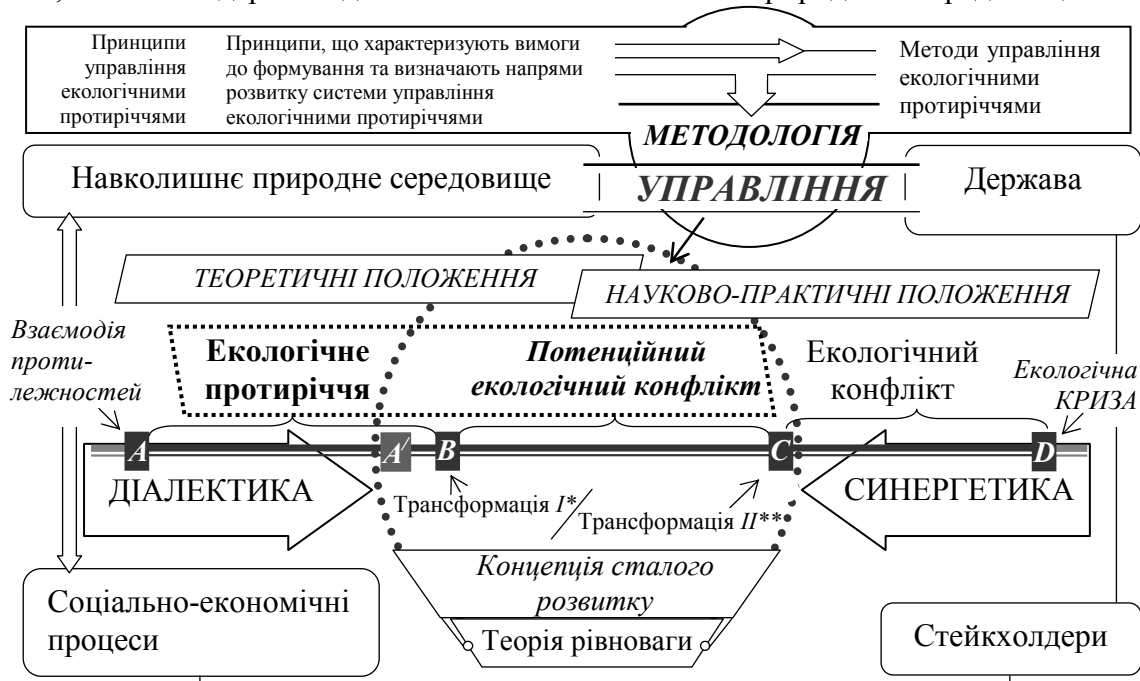 Принципи
управління
екологічними
протиріччями
Принципи, що характеризують вимоги
до формування та визначають напрями
розвитку системи управління
екологічними протиріччями
Методи управління
екологічними
протиріччями
МЕТОДОЛОГІЯ
Навколишнє природне середовище
УПРАВЛІННЯ
Держава
ТЕОРЕТИЧНІ ПОЛОЖЕННЯ
НАУКОВО-ПРАКТИЧНІ ПОЛОЖЕННЯ
Взаємодія
проти-
лежностей
Екологічне
протиріччя
Потенційний
екологічний конфлікт
Екологічний
конфлікт
Екологічна
КРИЗА
A
A′
B
C
D
ДІАЛЕКТИКА
Трансформація I*
Трансформація II**
СИНЕРГЕТИКА
Концепція сталого
розвитку
Теорія рівноваги
Соціально-економічні
процеси
Стейкхолдери